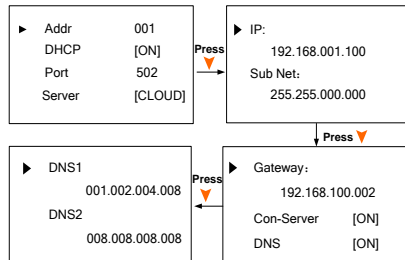 ▶ Addr 001
DHCP [ON]
Port 502
Server [CLOUD]
Press
▶ IP:
192.168.001.100
Sub Net：
255.255.000.000
Press
▶ Gateway：
192.168.100.002
Con-Server [ON]
DNS [ON]
Press
▶ DNS1
001.002.004.008
DNS2
008.008.008.008